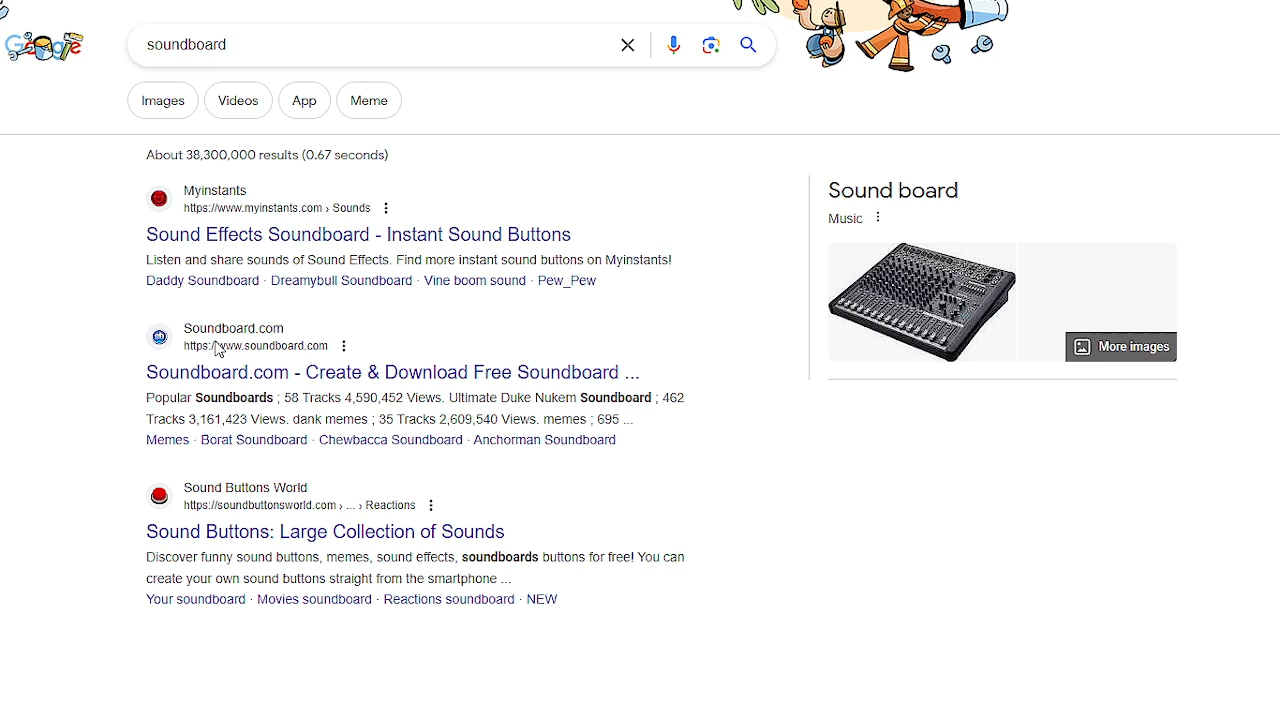 Google
soundboard
Images
Videos
App
Meme
About 38,300,000 results (0.67 seconds)
Myinstants
https://www.myinstants.com › Sounds
Sound Effects Soundboard - Instant Sound Buttons
Listen and share sounds of Sound Effects. Find more instant sound buttons on Myinstants!
Daddy Soundboard · Dreamybull Soundboard · Vine boom sound · Pew_Pew
Soundboard.com
https://www.soundboard.com
Soundboard.com - Create & Download Free Soundboard ...
Popular Soundboards ; 58 Tracks 4,590,452 Views. Ultimate Duke Nukem Soundboard ; 462
Tracks 3,161,423 Views. dank memes ; 35 Tracks 2,609,540 Views. memes ; 695 ...
Memes · Borat Soundboard · Chewbacca Soundboard · Anchorman Soundboard
Sound Buttons World
https://soundbuttonsworld.com › ... › Reactions
Sound Buttons: Large Collection of Sounds
Discover funny sound buttons, memes, sound effects, soundboards buttons for free! You can
create your own sound buttons straight from the smartphone ...
Your soundboard · Movies soundboard · Reactions soundboard · NEW
Sound board
Music
More images